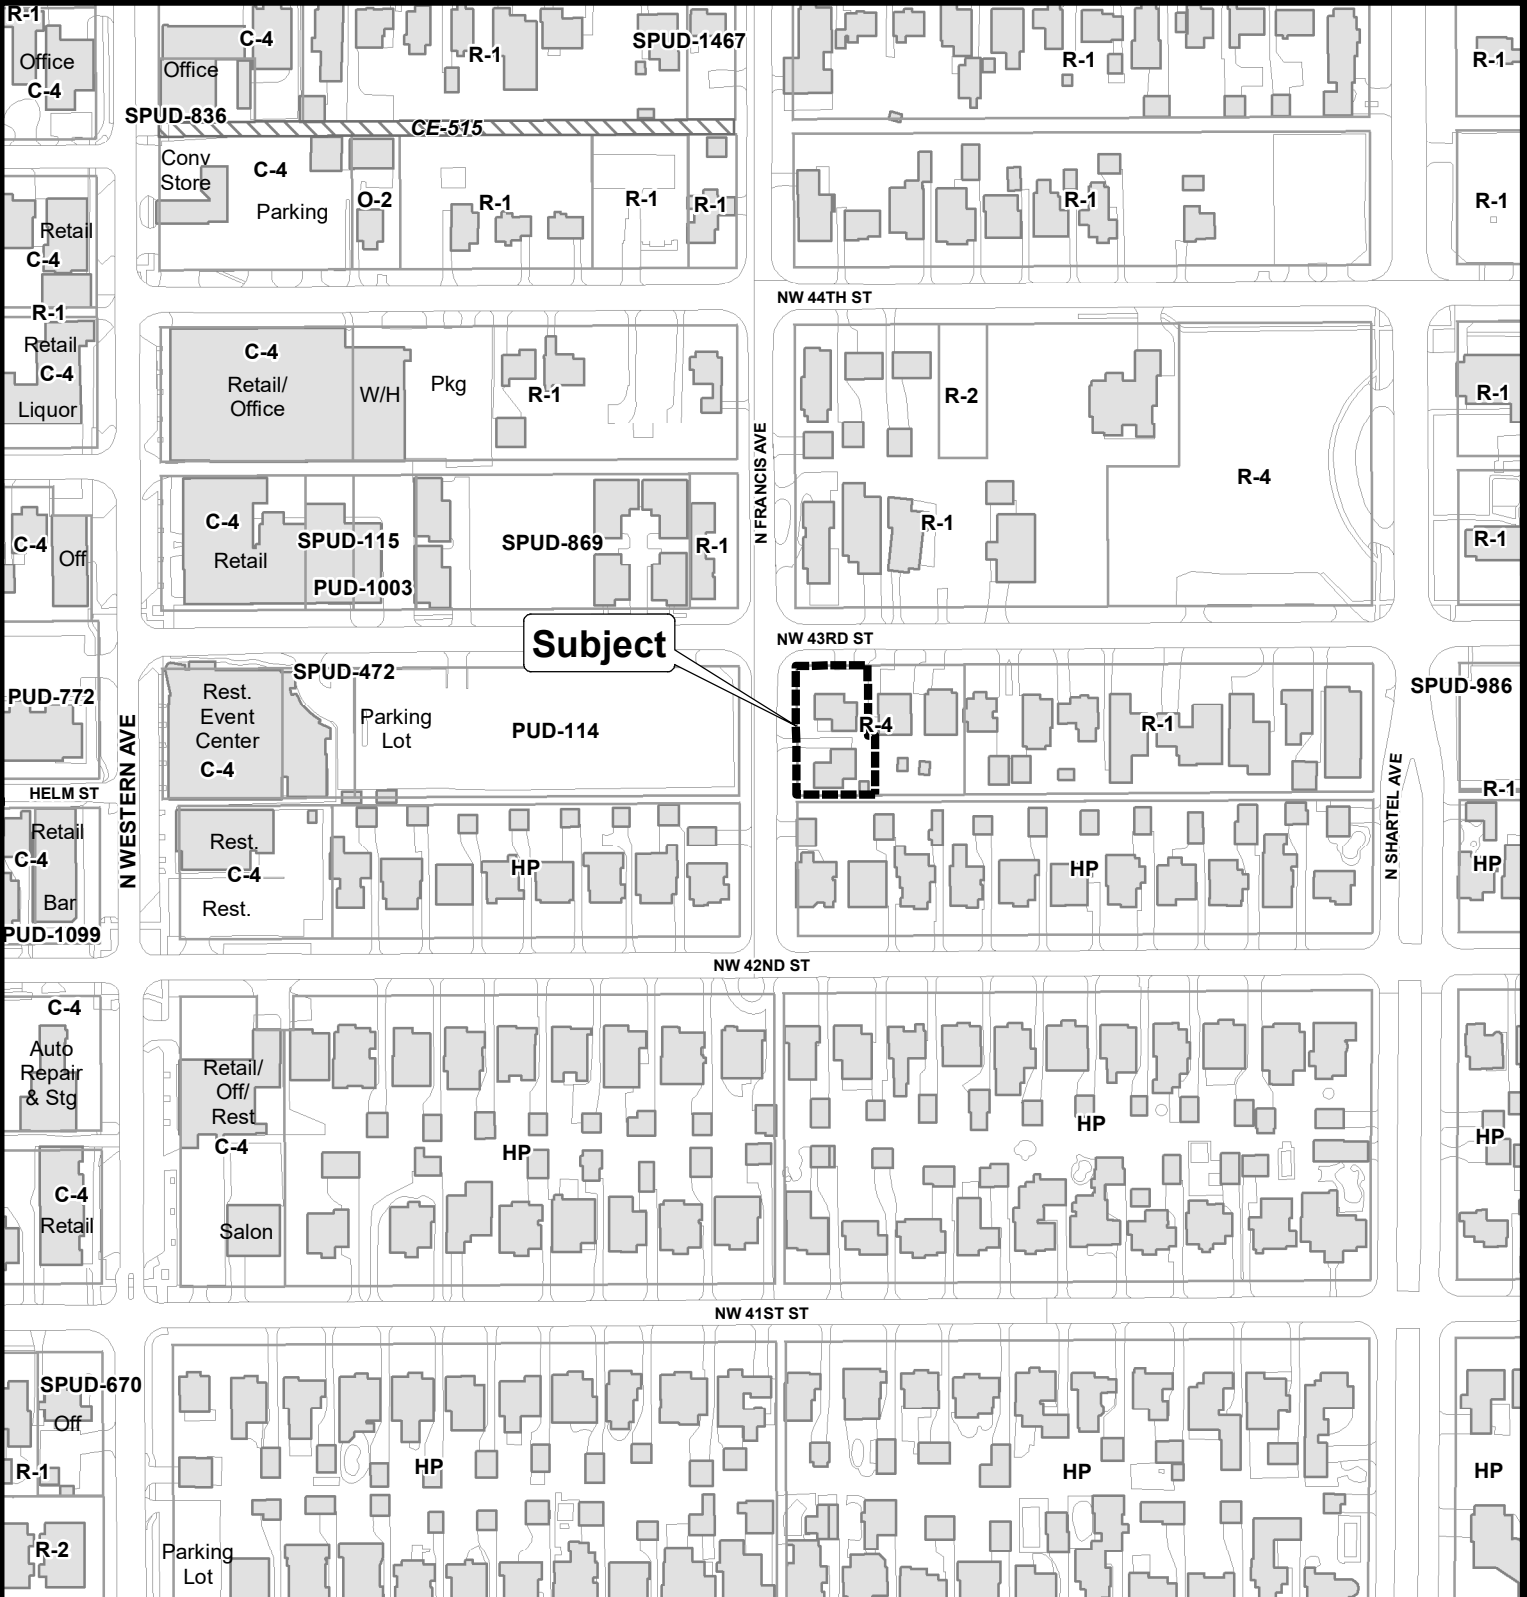 R-1
Office
C-4
C-4
Office
R-1
SPUD-1467
R-1
R-1
SPUD-836
CE-515
Conv
Store
C-4
Parking
O-2
R-1
R-1
R-1
R-1
R-1
Retail
C-4
R-1
NW 44TH ST
Retail
C-4
Liquor
C-4
Retail/
Office
W/H
Pkg
R-1
R-2
R-4
R-1
N FRANCIS AVE
C-4
Off
C-4
Retail
SPUD-115
PUD-1003
SPUD-869
R-1
R-1
R-1
Subject
NW 43RD ST
PUD-772
N WESTERN AVE
SPUD-472
Rest.
Event
Center
C-4
Parking
Lot
PUD-114
R-4
R-1
SPUD-986
HELM ST
R-1
N SHARTEL AVE
Retail
C-4
Bar
PUD-1099
Rest.
C-4
Rest.
HP
HP
HP
NW 42ND ST
C-4
Auto
Repair
& Stg
Retail/
Off/
Rest
C-4
HP
HP
HP
C-4
Retail
Salon
NW 41ST ST
SPUD-670
Off
R-1
HP
HP
HP
R-2
Parking
Lot